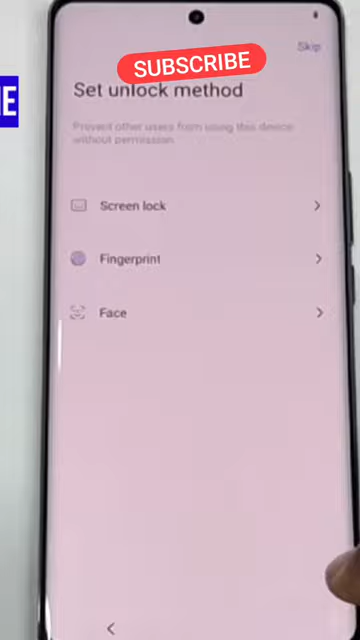 Skip
SUBSCRIBE
Set unlock method
Prevent other users from using this device
without permission.
Screen lock
Fingerprint
Face